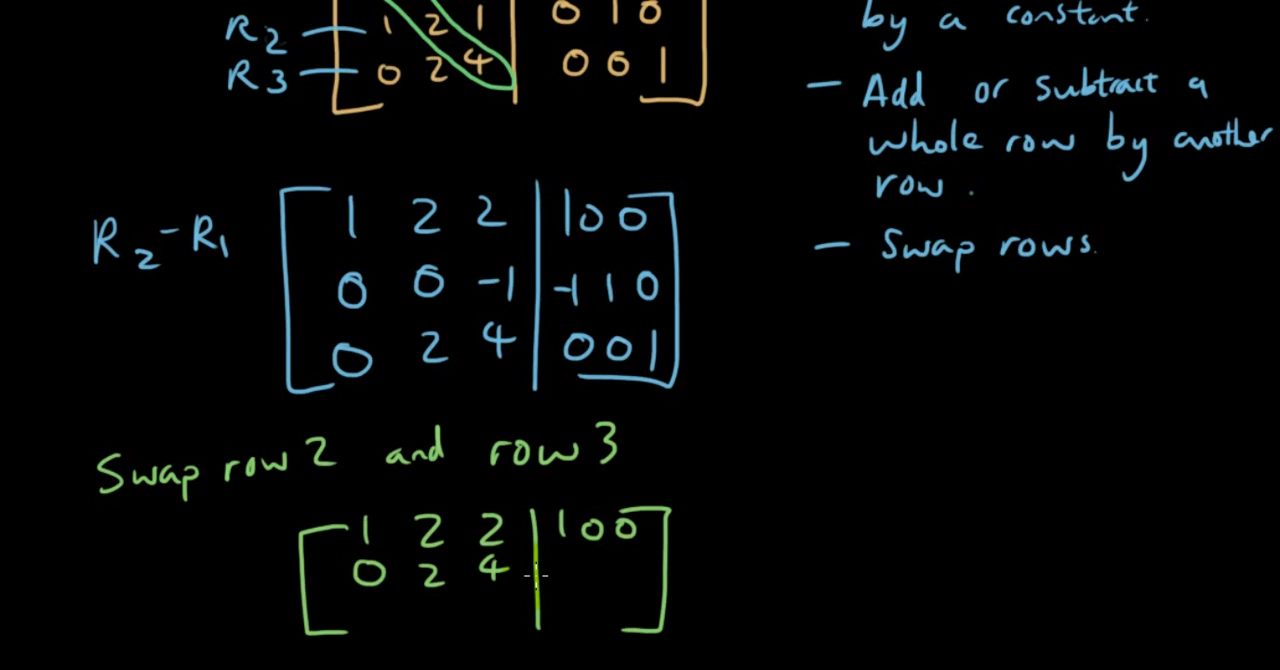 R2 1 2 1 | 0 1 0
R3 0 2 4 | 0 0 1
by a constant.
- Add or subtract a
whole row by another
row.
- Swap rows.
R2-R1
1 2 2 | 1 0 0
0 0 -1 | -1 1 0
0 2 4 | 0 0 1
Swap row 2 and row 3
1 2 2 | 1 0 0
0 2 4 |